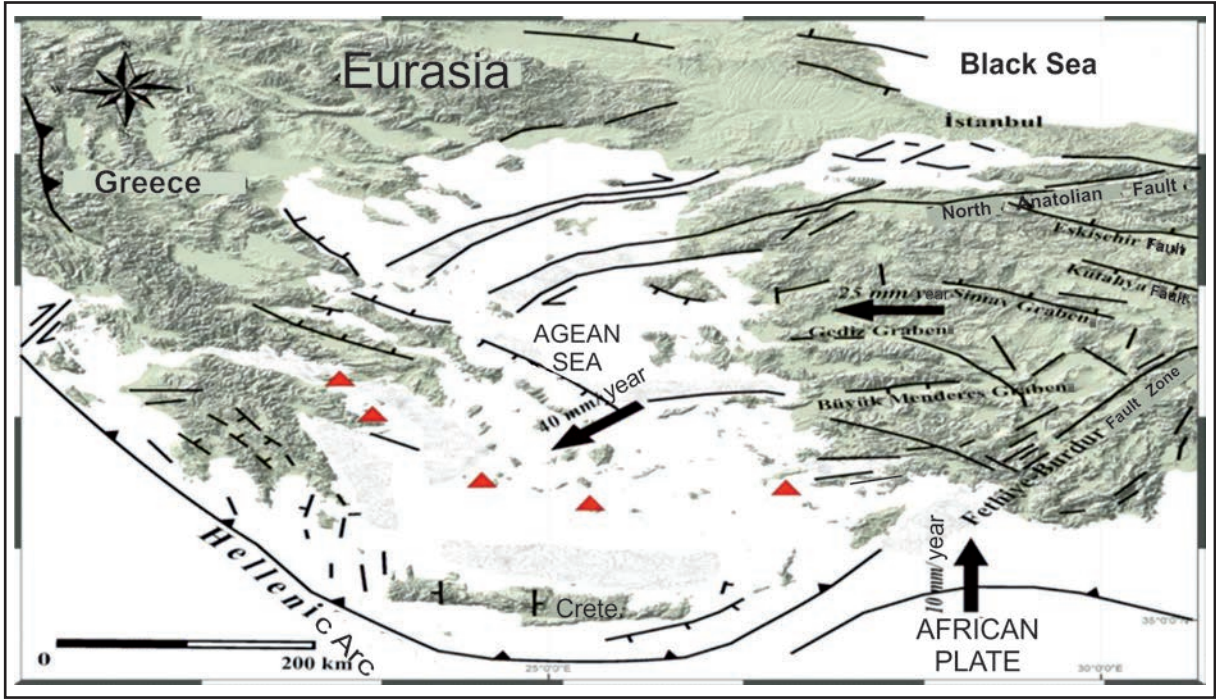 Eurasia
Black Sea
İstanbul
Greece
North Anatolian Fault
Eskişehir Fault
Kutahya Fault
25 mm/year
Simav Graben
Gediz Graben
AGEAN
SEA
40 mm/year
Büyük Menderes Graben
Fethiye-Burdur Fault Zone
Hellenic Arc
10 mm/year
Crete
AFRICAN
PLATE
35°0'0"N
0
200 km
25°0'0"E
30°0'0"E